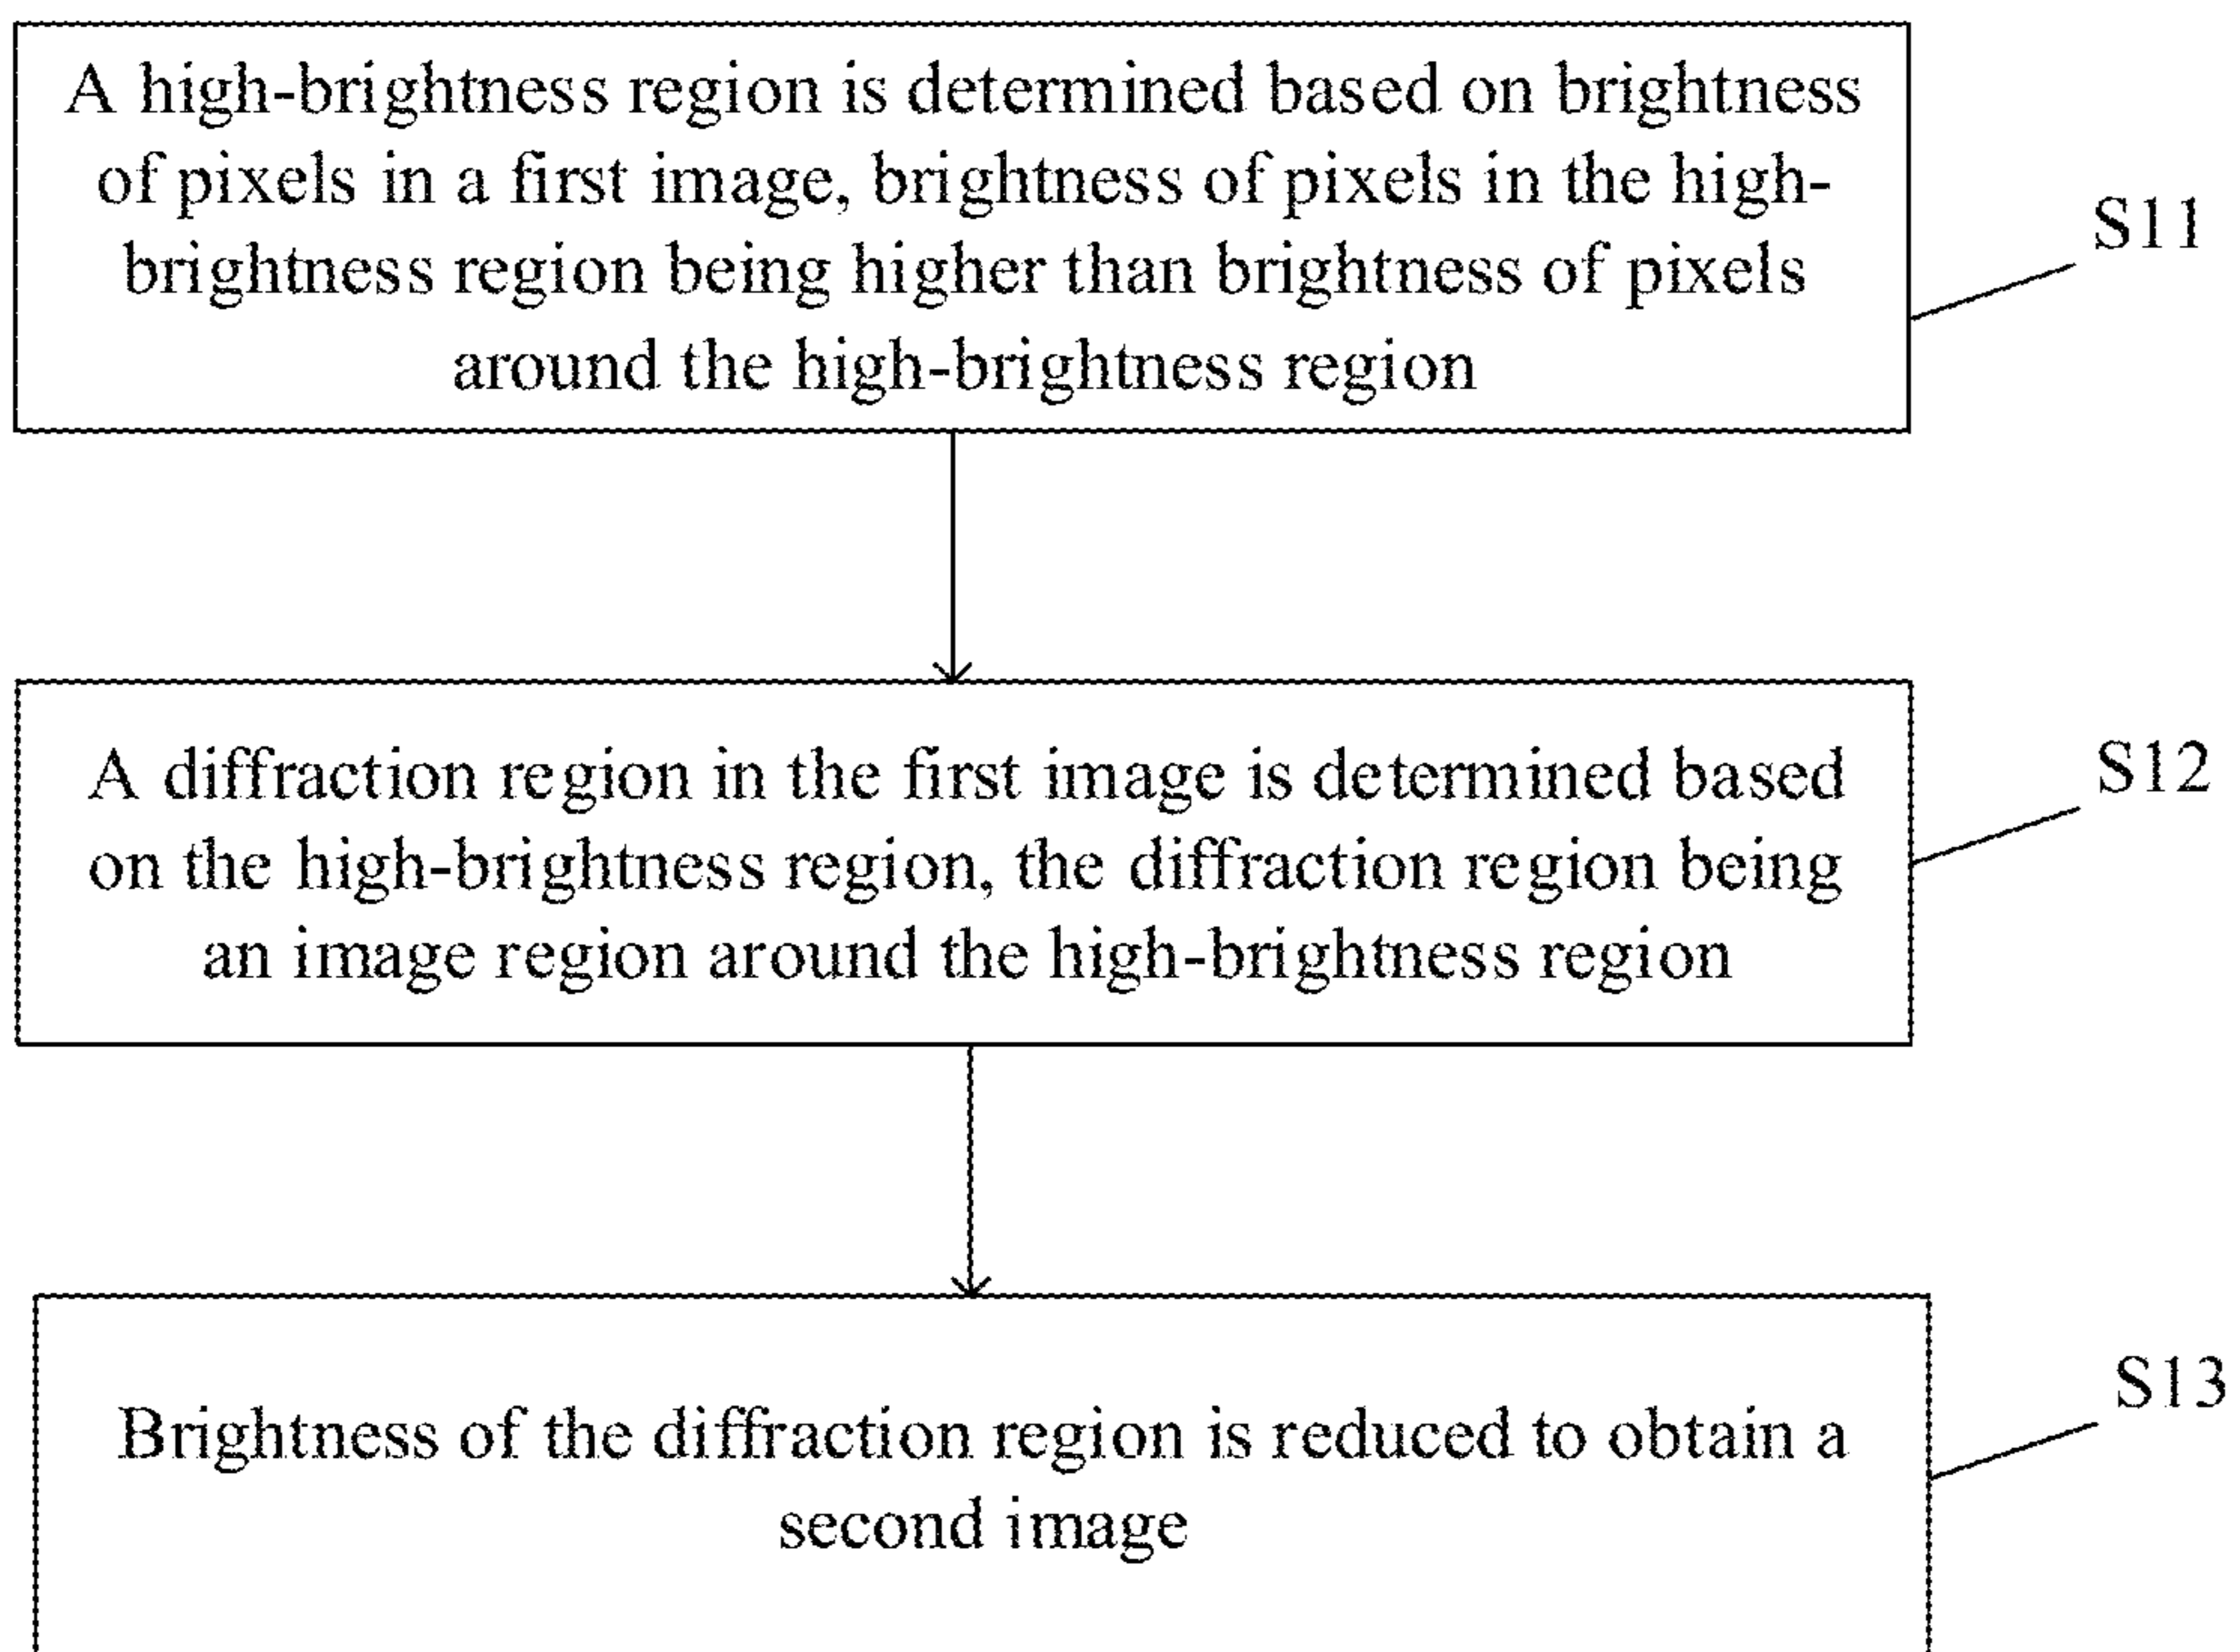 A high-brightness region is determined based on brightness
of pixels in a first image, brightness of pixels in the high-
brightness region being higher than brightness of pixels
around the high-brightness region
S11
A diffraction region in the first image is determined based
on the high-brightness region, the diffraction region being
an image region around the high-brightness region
S12
Brightness of the diffraction region is reduced to obtain a
second image
S13